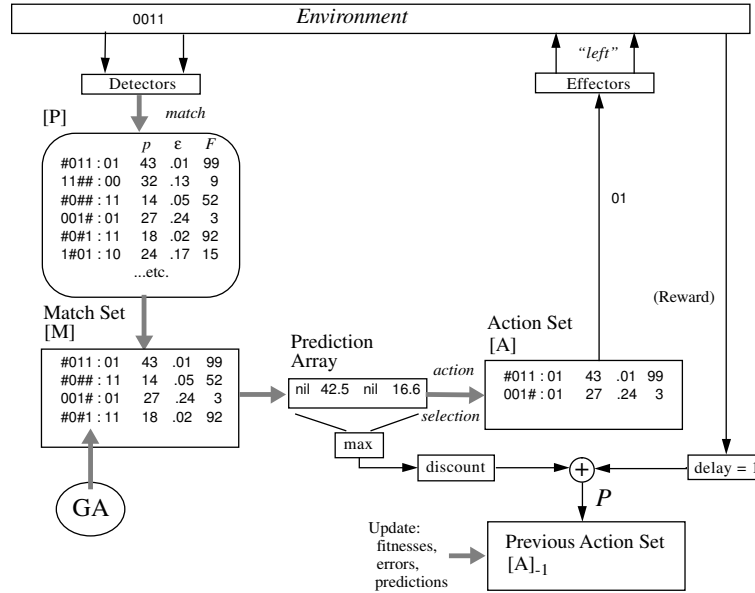 0011
Environment
Detectors
match
"left"
Effectors
[P]
p ε F
#011 : 01 43 .01 99
11## : 00 32 .13 9
#0## : 11 14 .05 52
001# : 01 27 .24 3
#0#1 : 11 18 .02 92
1#01 : 10 24 .17 15
...etc.
01
(Reward)
Match Set
[M]
#011 : 01 43 .01 99
#0## : 11 14 .05 52
001# : 01 27 .24 3
#0#1 : 11 18 .02 92
Prediction
Array
nil 42.5 nil 16.6
action
selection
Action Set
[A]
#011 : 01 43 .01 99
001# : 01 27 .24 3
max
discount
+
delay = 1
P
GA
Update:
fitnesses,
errors,
predictions
Previous Action Set
[A]-1